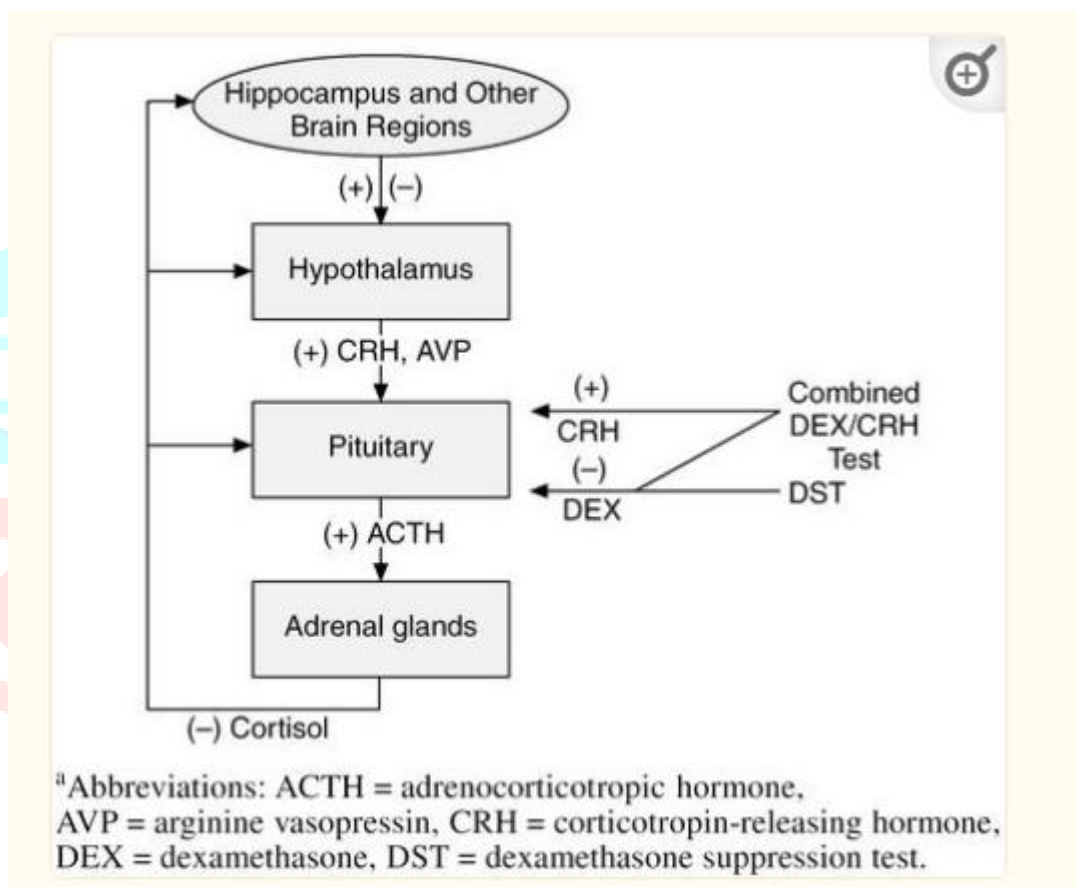 Hippocampus and Other
Brain Regions
(+) (–)
Hypothalamus
(+) CRH, AVP
Pituitary
(+) ACTH
Adrenal glands
(–) Cortisol
(+)
CRH
(–)
DEX
Combined
DEX/CRH
Test
DST
ᵃAbbreviations: ACTH = adrenocorticotropic hormone,
AVP = arginine vasopressin, CRH = corticotropin-releasing hormone,
DEX = dexamethasone, DST = dexamethasone suppression test.